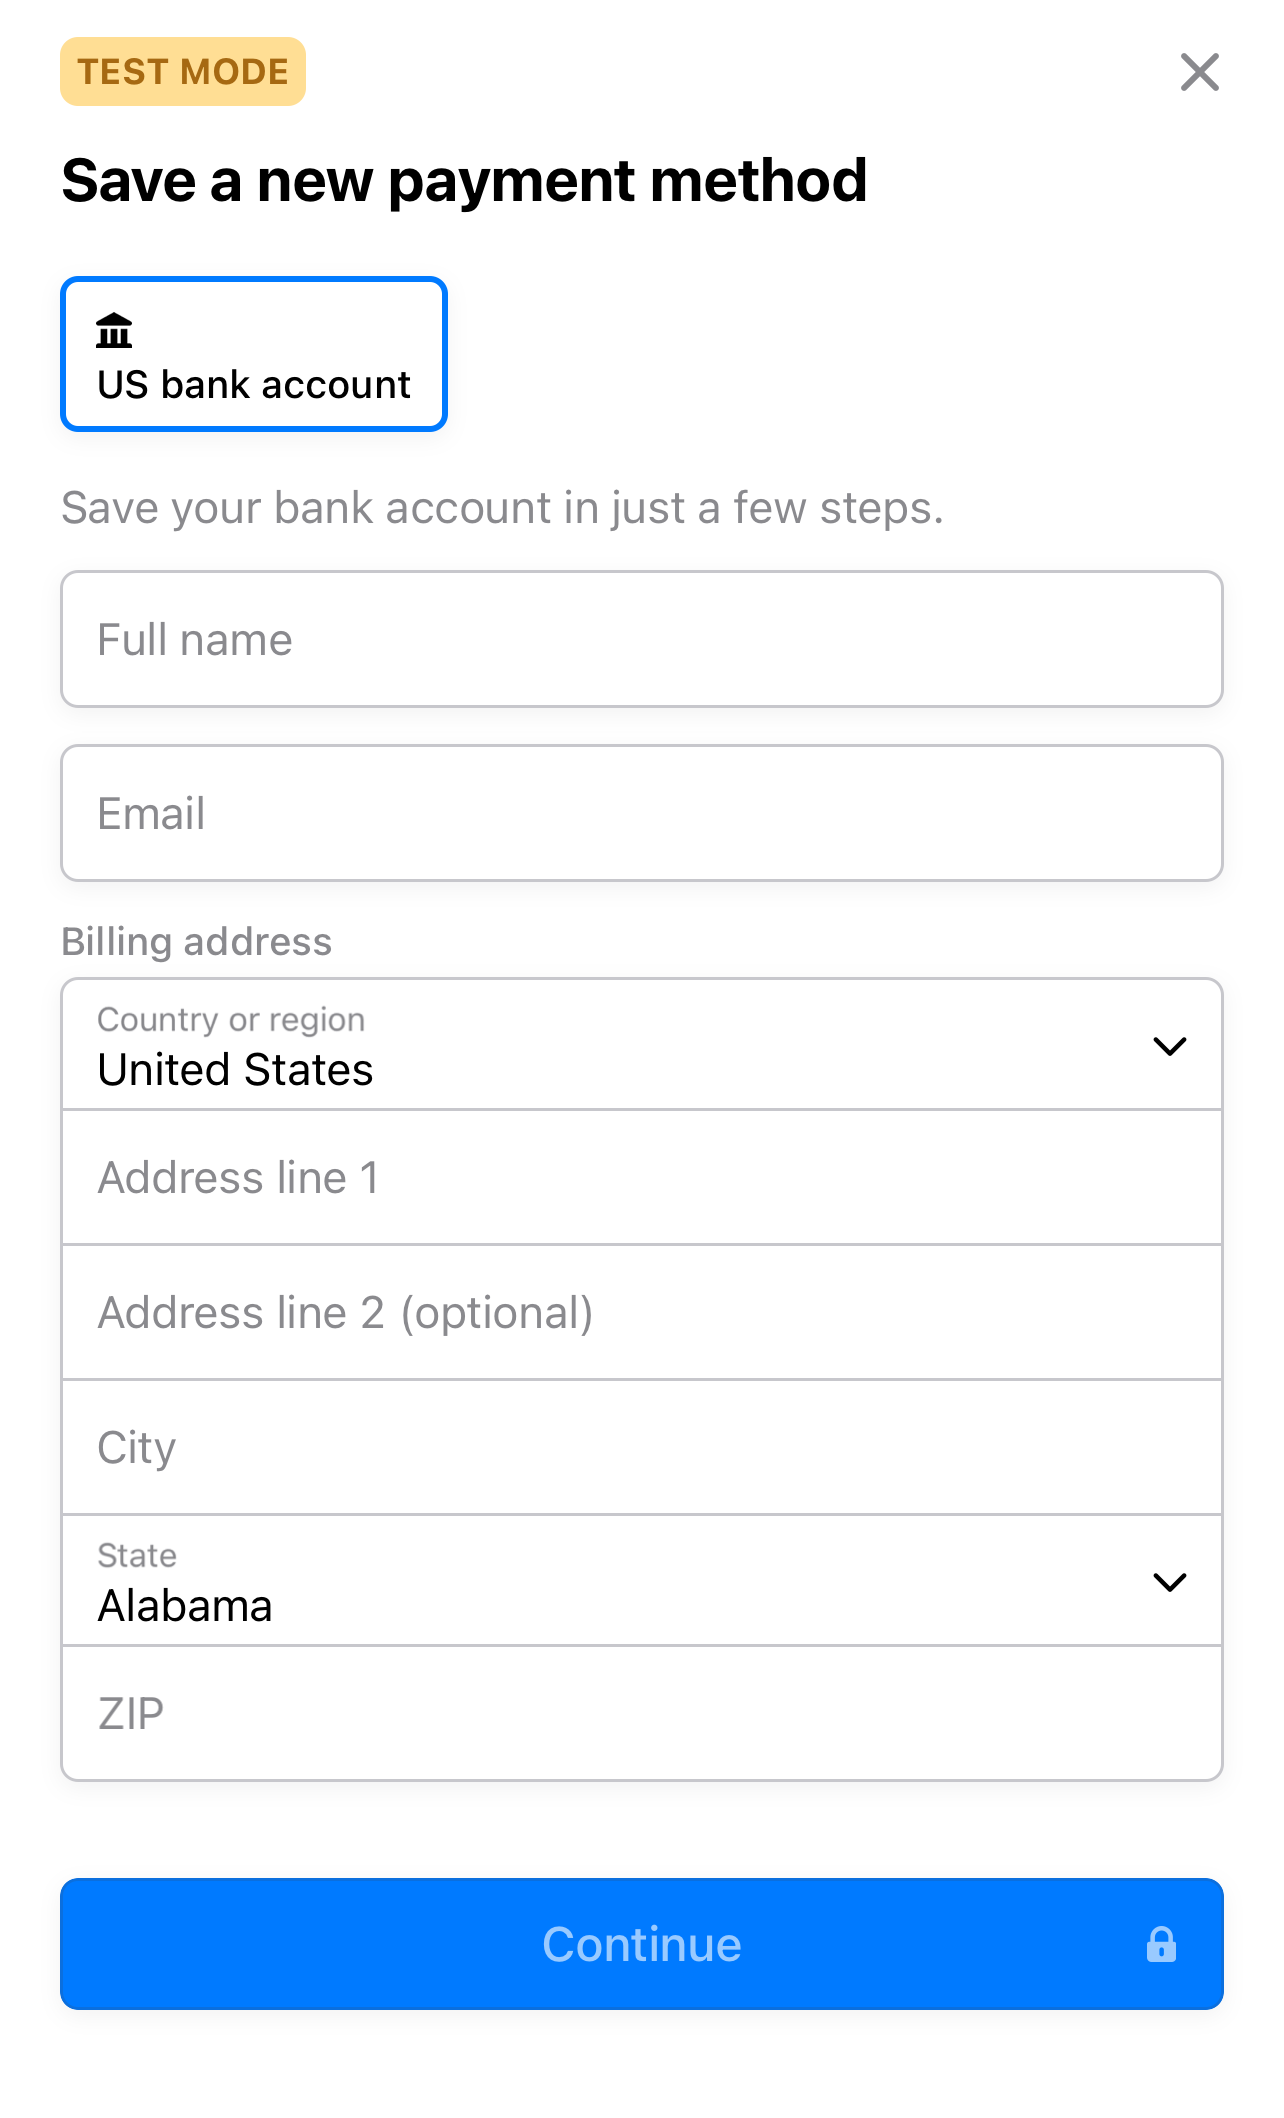 TEST MODE
Save a new payment method
US bank account
Save your bank account in just a few steps.
Full name
Email
Billing address
Country or region
United States
Address line 1
Address line 2 (optional)
City
State
Alabama
ZIP
Continue